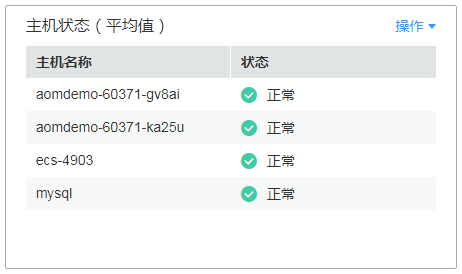 主机状态（平均值） 操作
主机名称 状态
aomdemo-60371-gv8ai 正常
aomdemo-60371-ka25u 正常
ecs-4903 正常
mysql 正常